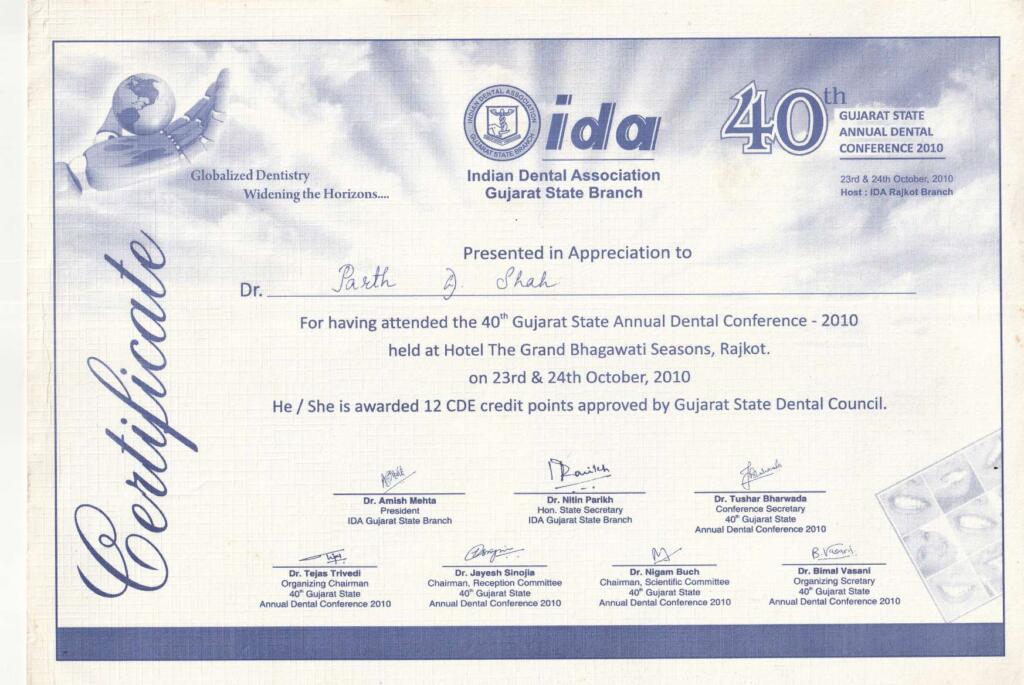 Globalized Dentistry
Widening the Horizons....
INDIAN DENTAL ASSOCIATION
GUJARAT STATE BRANCH
ida
Indian Dental Association
Gujarat State Branch
40th
GUJARAT STATE
ANNUAL DENTAL
CONFERENCE 2010
23rd & 24th October, 2010
Host : IDA Rajkot Branch
Certificate
Presented in Appreciation to
Dr. Parth D. Shah
For having attended the 40th Gujarat State Annual Dental Conference - 2010
held at Hotel The Grand Bhagawati Seasons, Rajkot.
on 23rd & 24th October, 2010
He / She is awarded 12 CDE credit points approved by Gujarat State Dental Council.
Dr. Amish Mehta
President
IDA Gujarat State Branch
Dr. Nitin Parikh
Hon. State Secretary
IDA Gujarat State Branch
Dr. Tushar Bharwada
Conference Secretary
40th Gujarat State
Annual Dental Conference 2010
Dr. Tejas Trivedi
Organizing Chairman
40th Gujarat State
Annual Dental Conference 2010
Dr. Jayesh Sinojia
Chairman, Reception Committee
40th Gujarat State
Annual Dental Conference 2010
Dr. Nigam Buch
Chairman, Scientific Committee
40th Gujarat State
Annual Dental Conference 2010
B. Vasani
Dr. Bimal Vasani
Organizing Scretary
40th Gujarat State
Annual Dental Conference 2010